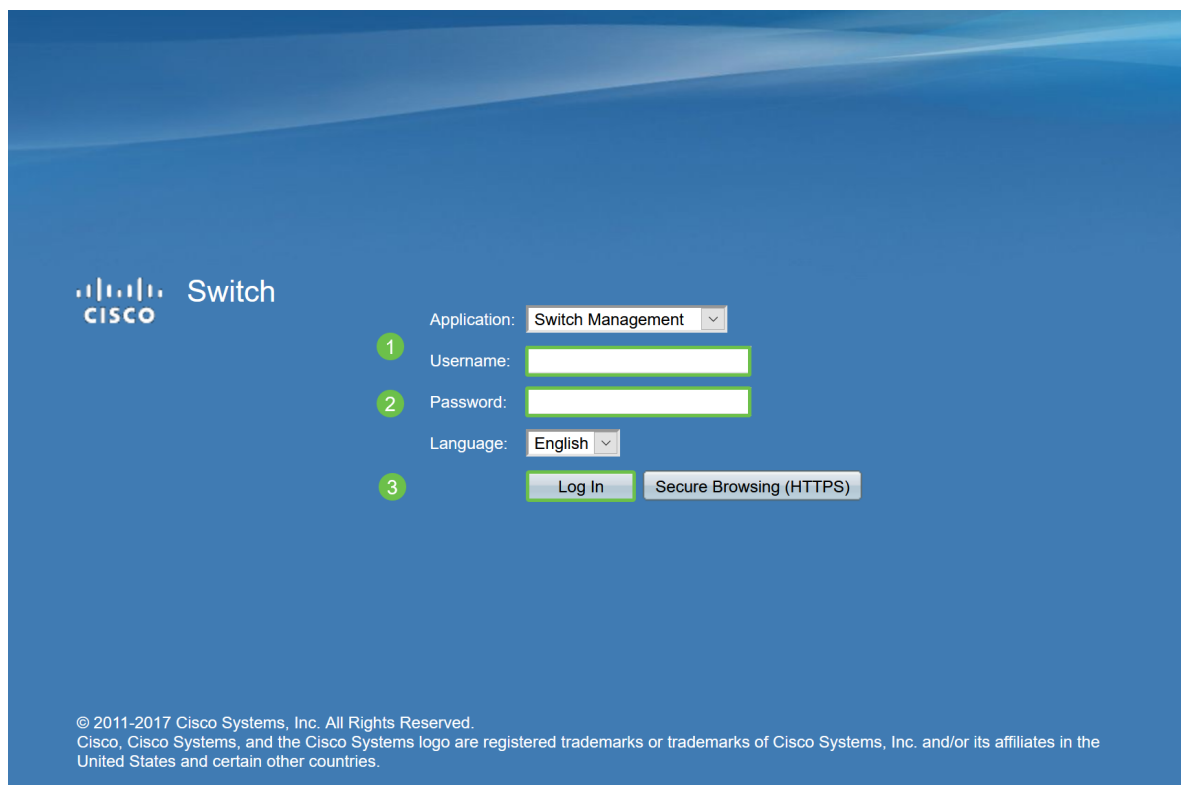 CISCO
Switch
Application: Switch Management
1
Username:
2 Password:
Language: English
3 Log In Secure Browsing (HTTPS)
© 2011-2017 Cisco Systems, Inc. All Rights Reserved.
Cisco, Cisco Systems, and the Cisco Systems logo are registered trademarks or trademarks of Cisco Systems, Inc. and/or its affiliates in the
United States and certain other countries.